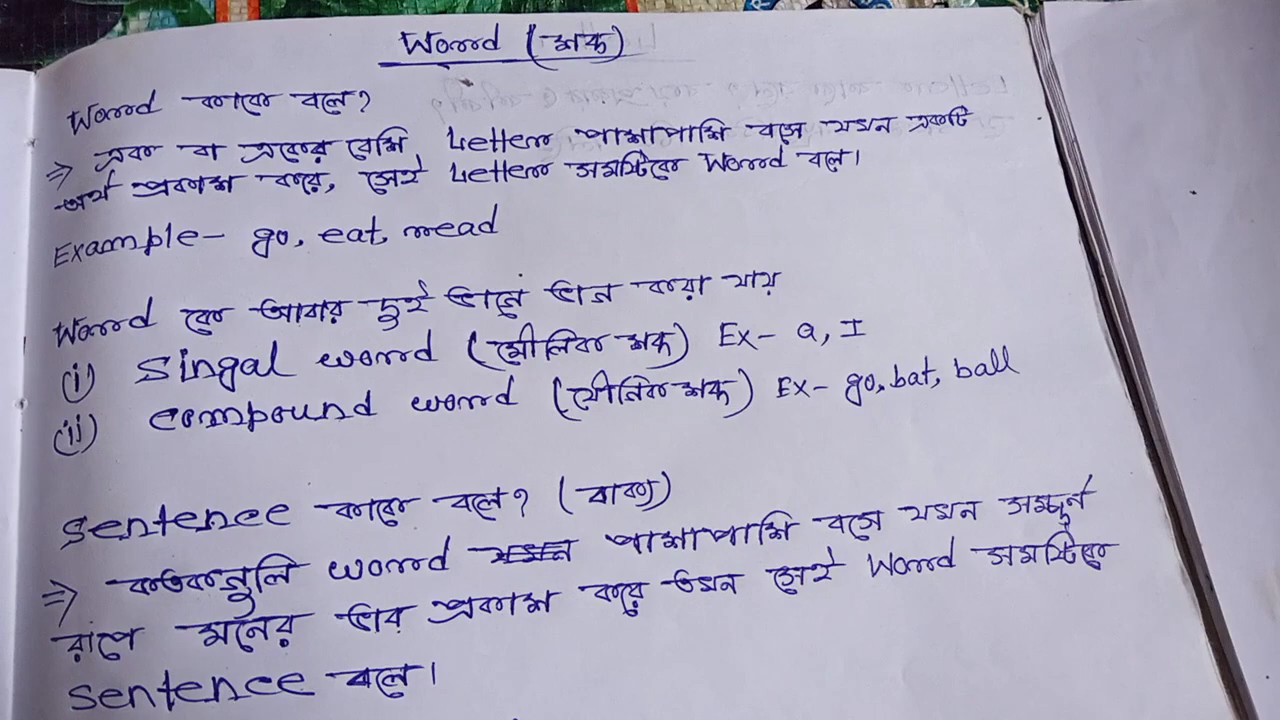 Word (শব্দ)
Word কাকে বলে?
⇒ এক বা একের বেশি Letter পাশাপাশি বসে যখন একটি
অর্থ প্রকাশ করে, সেই Letter সমষ্টিকে Word বলে।
Example- go, eat, read
Word কে আবার দুই ভাগে ভাগ করা যায়
(i) Singal word (মৌলিক শব্দ) Ex- a, I
(ii) compound word (যৌগিক শব্দ) Ex- go, bat, ball
Sentence কাকে বলে? (বাক্য)
⇒ কতকগুলি word পাশাপাশি বসে যখন সম্পূর্ন
রূপে মনের ভাব প্রকাশ করে তখন সেই Word সমষ্টিকে
Sentence বলে।